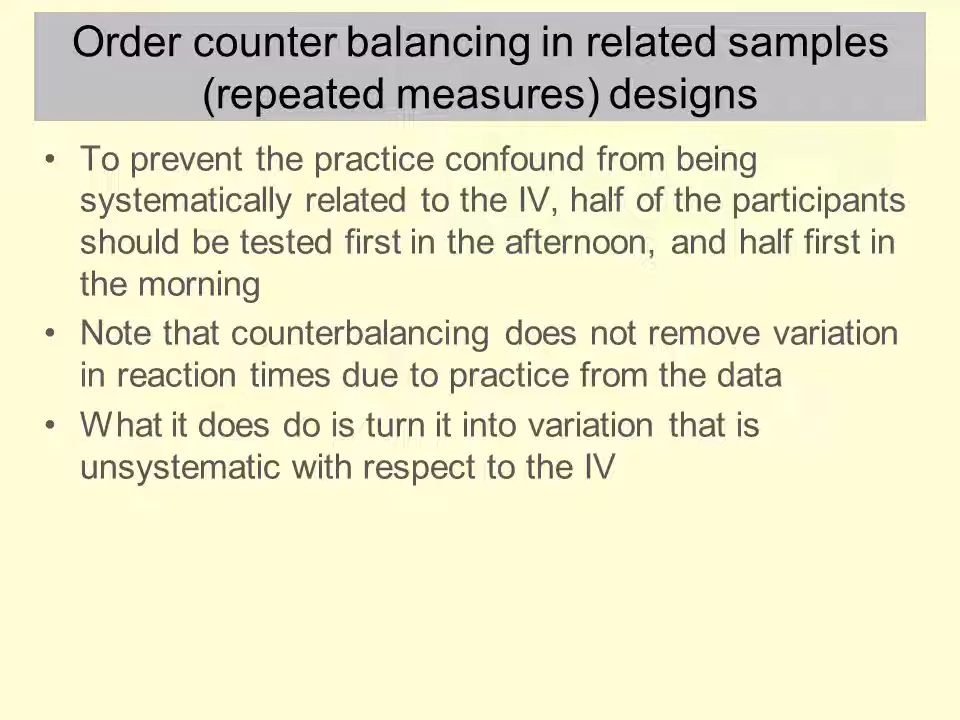 Order counter balancing in related samples
(repeated measures) designs
• To prevent the practice confound from being
systematically related to the IV, half of the participants
should be tested first in the afternoon, and half first in
the morning
• Note that counterbalancing does not remove variation
in reaction times due to practice from the data
• What it does do is turn it into variation that is
unsystematic with respect to the IV